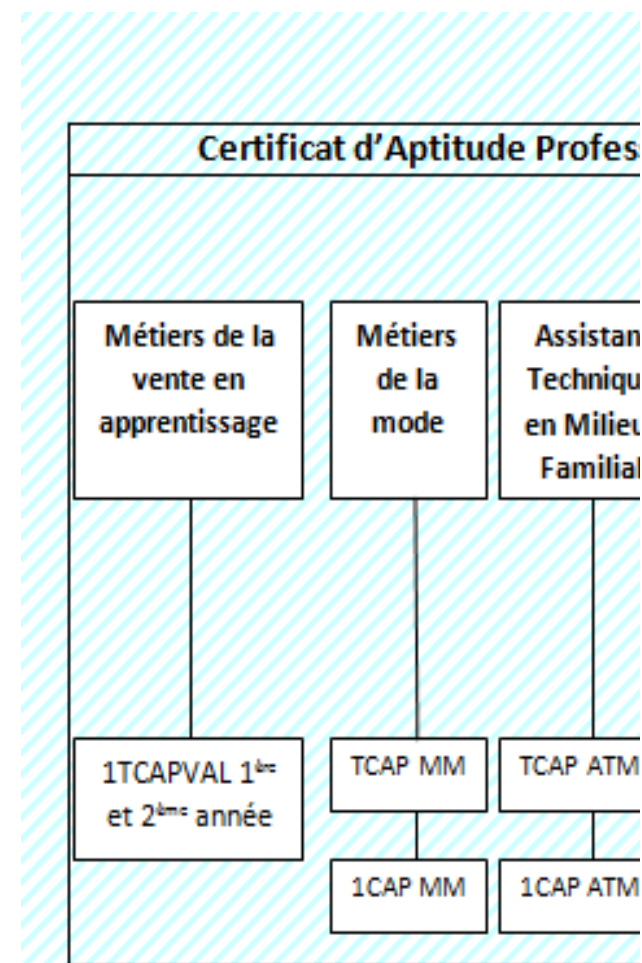 Certificat d'Aptitude Profes
Métiers de la
vente en
apprentissage
Métiers
de la
mode
Assistan
Techniqu
en Milieu
Familial
1TCAPVAL 1ère
et 2ème année
TCAP MM
1CAP MM
TCAP ATM
1CAP ATM